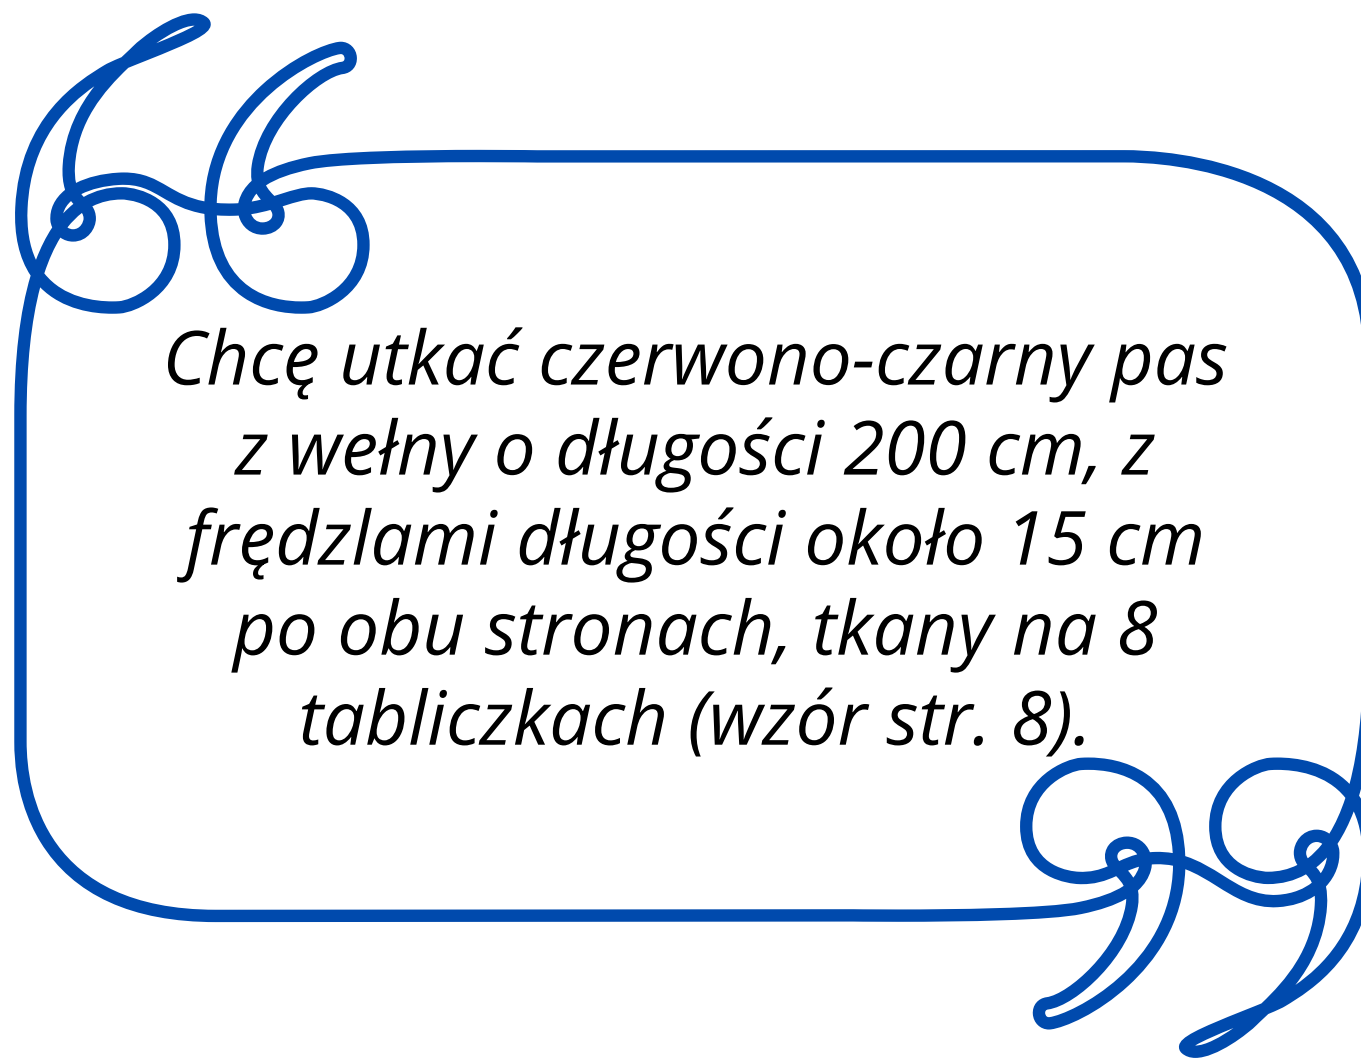 Chcę utkać czerwono-czarny pas
z wełny o długości 200 cm, z
frędzlami długości około 15 cm
po obu stronach, tkany na 8
tabliczkach (wzór str. 8).